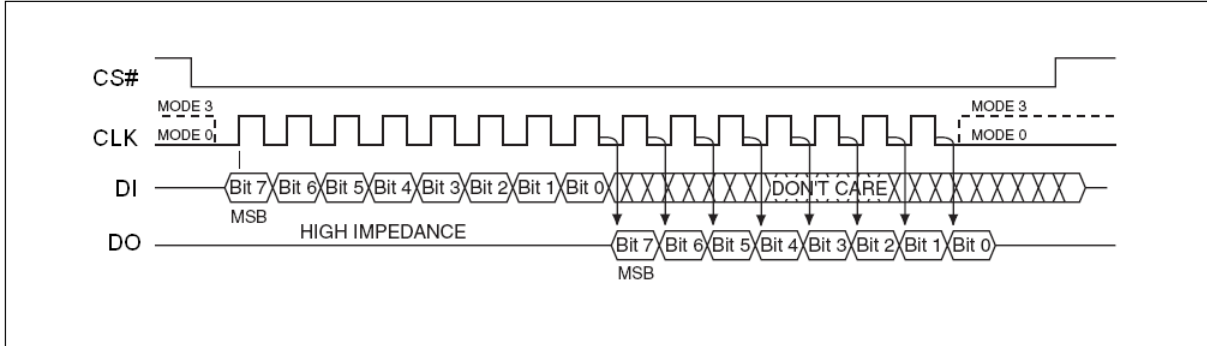 CS#
MODE 3 MODE 3
CLK MODE 0 MODE 0
DI Bit 7 Bit 6 Bit 5 Bit 4 Bit 3 Bit 2 Bit 1 Bit 0 DON'T CARE
MSB
HIGH IMPEDANCE
DO Bit 7 Bit 6 Bit 5 Bit 4 Bit 3 Bit 2 Bit 1 Bit 0
MSB